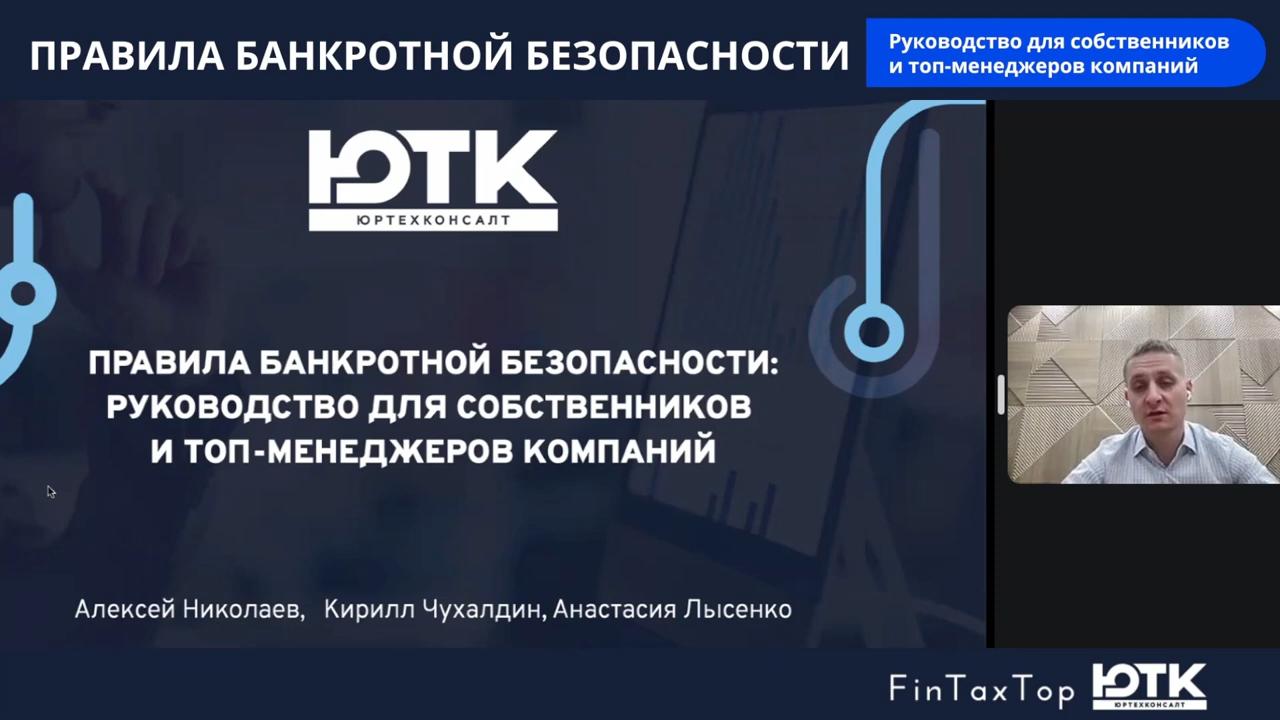 ПРАВИЛА БАНКРОТНОЙ БЕЗОПАСНОСТИ
Руководство для собственников
и топ-менеджеров компаний
ЮТК
ЮРТЕХКОНСАЛТ
ПРАВИЛА БАНКРОТНОЙ БЕЗОПАСНОСТИ:
РУКОВОДСТВО ДЛЯ СОБСТВЕННИКОВ
И ТОП-МЕНЕДЖЕРОВ КОМПАНИЙ
Алексей Николаев, Кирилл Чухалдин, Анастасия Лысенко
FinTaxTop
ЮТК
ЮРТЕХКОНСАЛТ